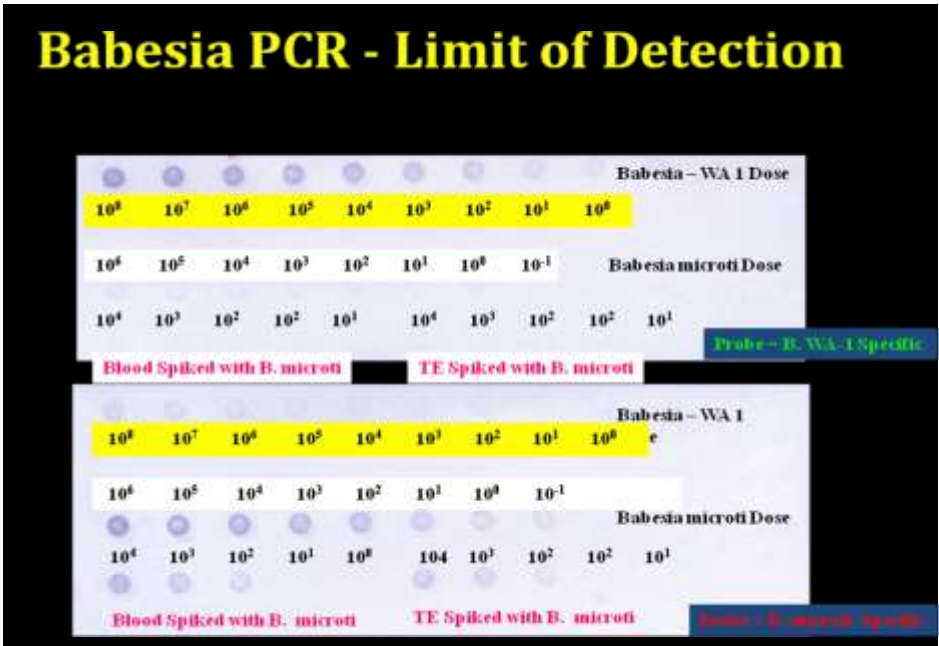 Babesia PCR - Limit of Detection
Babesia – WA 1 Dose
10⁸ 10⁷ 10⁶ 10⁵ 10⁴ 10³ 10² 10¹ 10⁰
10⁶ 10⁵ 10⁴ 10³ 10² 10¹ 10⁰ 10⁻¹ Babesia microti Dose
10⁴ 10³ 10² 10² 10¹ 10⁴ 10³ 10² 10² 10¹
Probe – B. WA-1 Specific
Blood Spiked with B. microti TE Spiked with B. microti
Babesia – WA 1
10⁸ 10⁷ 10⁶ 10⁵ 10⁴ 10³ 10² 10¹ 10⁰ e
10⁶ 10⁵ 10⁴ 10³ 10² 10¹ 10⁰ 10⁻¹
Babesia microti Dose
10⁴ 10³ 10² 10¹ 10⁰ 104 10³ 10² 10² 10¹
Blood Spiked with B. microti TE Spiked with B. microti
Specific